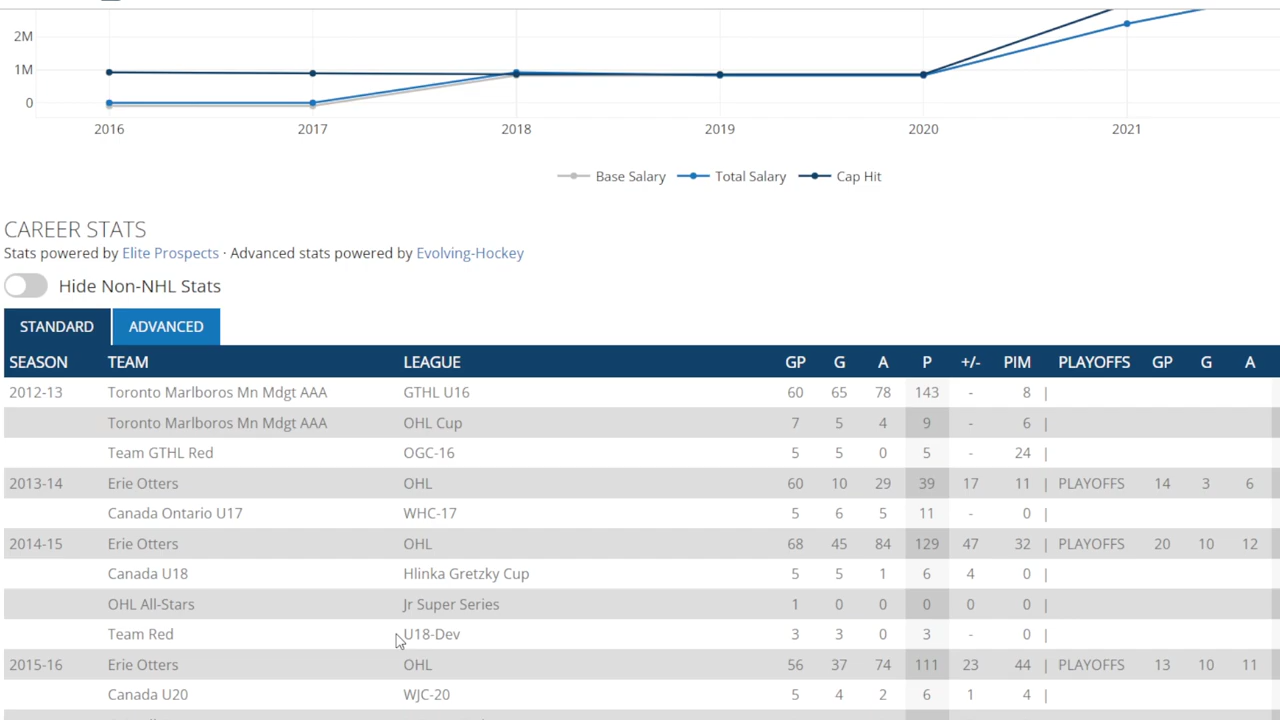 2M
1M
0
2016 2017 2018 2019 2020 2021
Base Salary Total Salary Cap Hit
CAREER STATS
Stats powered by Elite Prospects · Advanced stats powered by Evolving-Hockey
Hide Non-NHL Stats
STANDARD ADVANCED
SEASON TEAM LEAGUE GP G A P +/- PIM PLAYOFFS GP G A
2012-13 Toronto Marlboros Mn Mdgt AAA GTHL U16 60 65 78 143 - 8 |
Toronto Marlboros Mn Mdgt AAA OHL Cup 7 5 4 9 - 6 |
Team GTHL Red OGC-16 5 5 0 5 - 24 |
2013-14 Erie Otters OHL 60 10 29 39 17 11 | PLAYOFFS 14 3 6
Canada Ontario U17 WHC-17 5 6 5 11 - 0 |
2014-15 Erie Otters OHL 68 45 84 129 47 32 | PLAYOFFS 20 10 12
Canada U18 Hlinka Gretzky Cup 5 5 1 6 4 0 |
OHL All-Stars Jr Super Series 1 0 0 0 0 0 |
Team Red U18-Dev 3 3 0 3 - 0 |
2015-16 Erie Otters OHL 56 37 74 111 23 44 | PLAYOFFS 13 10 11
Canada U20 WJC-20 5 4 2 6 1 4 |